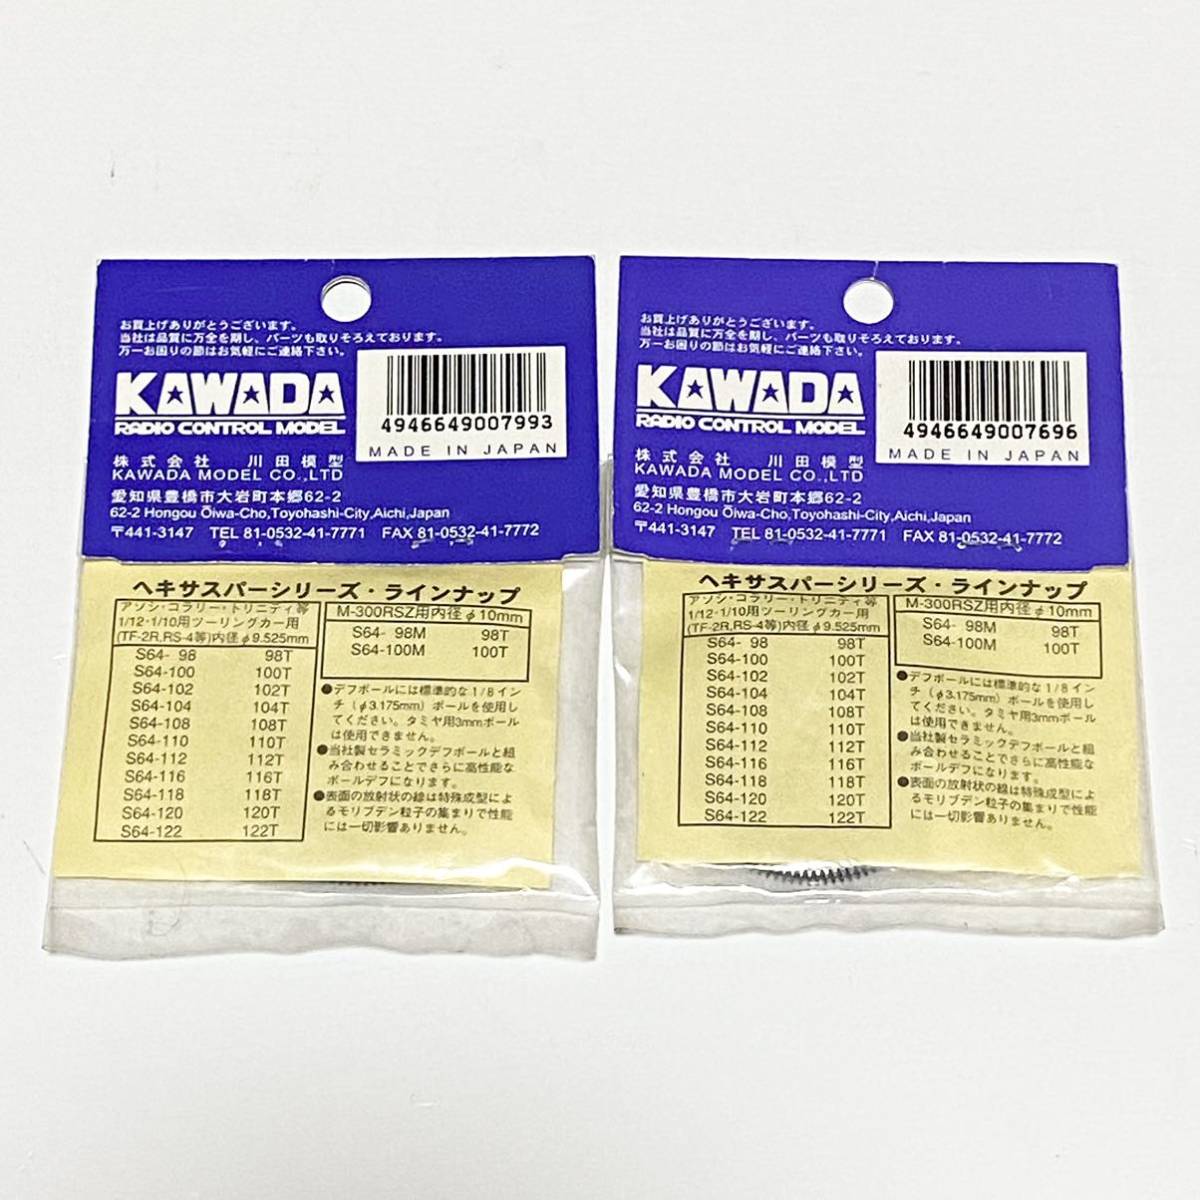 お買上げありがとうございます。
当社は品質に万全を期し、パーツも取りそろえております。
万一お困りの節はお気軽にご連絡下さい。
KAWADA
RADIO CONTROL MODEL
4946649007993
MADE IN JAPAN
株式会社 川田模型
KAWADA MODEL CO.,LTD
愛知県豊橋市大岩町本郷62-2
62-2 Hongou Ōiwa-Cho,Toyohashi-City,Aichi,Japan
〒441-3147 TEL 81-0532-41-7771 FAX 81-0532-41-7772
ヘキサスパーシリーズ・ラインナップ
アソシ・コラリー・トリニティ等
1/12・1/10用ツーリングカー用
(TF-2R,RS-4等)内径φ9.525mm
S64- 98 98T
S64-100 100T
S64-102 102T
S64-104 104T
S64-108 108T
S64-110 110T
S64-112 112T
S64-116 116T
S64-118 118T
S64-120 120T
S64-122 122T
M-300RSZ用内径φ10mm
S64- 98M 98T
S64-100M 100T
●デフボールには標準的な1/8イン
チ(φ3.175mm)ボールを使用し
てください。タミヤ用3mmボール
は使用できません。
●当社製セラミックデフボールと組
み合わせることでさらに高性能な
ボールデフになります。
●表面の放射状の線は特殊成型によ
るモリブデン粒子の集まりで性能
には一切影響ありません。
お買上げありがとうございます。
当社は品質に万全を期し、パーツも取りそろえております。
万一お困りの節はお気軽にご連絡下さい。
KAWADA
RADIO CONTROL MODEL
4946649007696
MADE IN JAPAN
株式会社 川田模型
KAWADA MODEL CO.,LTD
愛知県豊橋市大岩町本郷62-2
62-2 Hongou Ōiwa-Cho,Toyohashi-City,Aichi,Japan
〒441-3147 TEL 81-0532-41-7771 FAX 81-0532-41-7772
ヘキサスパーシリーズ・ラインナップ
アソシ・コラリー・トリニティ等
1/12・1/10用ツーリングカー用
(TF-2R,RS-4等)内径φ9.525mm
S64- 98 98T
S64-100 100T
S64-102 102T
S64-104 104T
S64-108 108T
S64-110 110T
S64-112 112T
S64-116 116T
S64-118 118T
S64-120 120T
S64-122 122T
M-300RSZ用内径φ10mm
S64- 98M 98T
S64-100M 100T
●デフボールには標準的な1/8イン
チ(φ3.175mm)ボールを使用し
てください。タミヤ用3mmボール
は使用できません。
●当社製セラミックデフボールと組
み合わせることでさらに高性能な
ボールデフになります。
●表面の放射状の線は特殊成型によ
るモリブデン粒子の集まりで性能
には一切影響ありません。